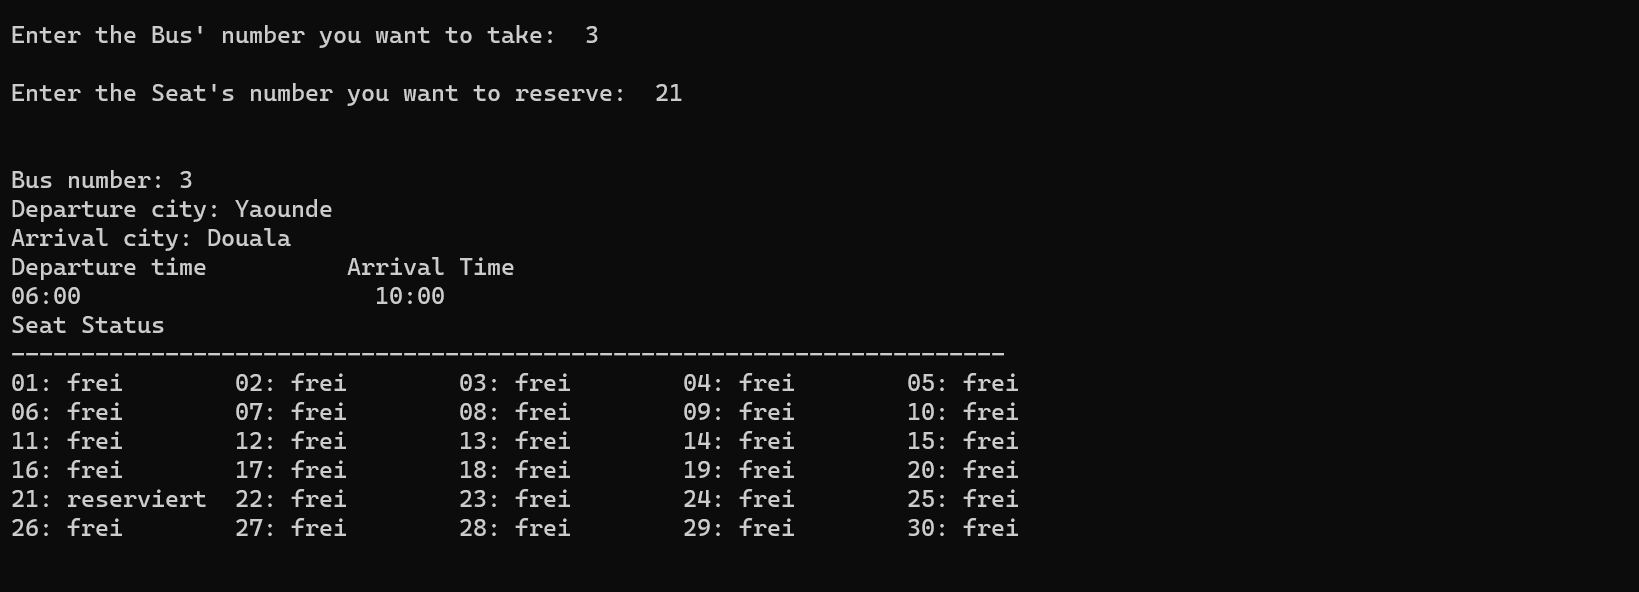 Enter the Bus' number you want to take:  3
Enter the Seat's number you want to reserve:  21
Bus number: 3
Departure city: Yaounde
Arrival city: Douala
Departure time          Arrival Time
06:00                     10:00
Seat Status
-----------------------------------------------------------------------
01: frei        02: frei        03: frei        04: frei        05: frei
06: frei        07: frei        08: frei        09: frei        10: frei
11: frei        12: frei        13: frei        14: frei        15: frei
16: frei        17: frei        18: frei        19: frei        20: frei
21: reserviert  22: frei        23: frei        24: frei        25: frei
26: frei        27: frei        28: frei        29: frei        30: frei